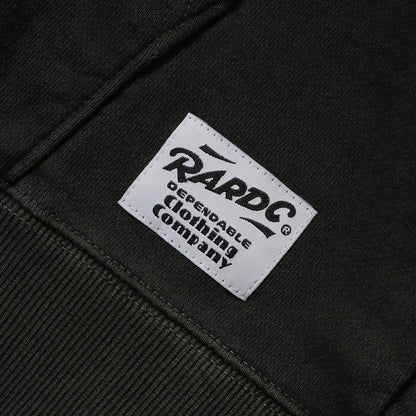 RARDC®
DEPENDABLE
Clothing
Company